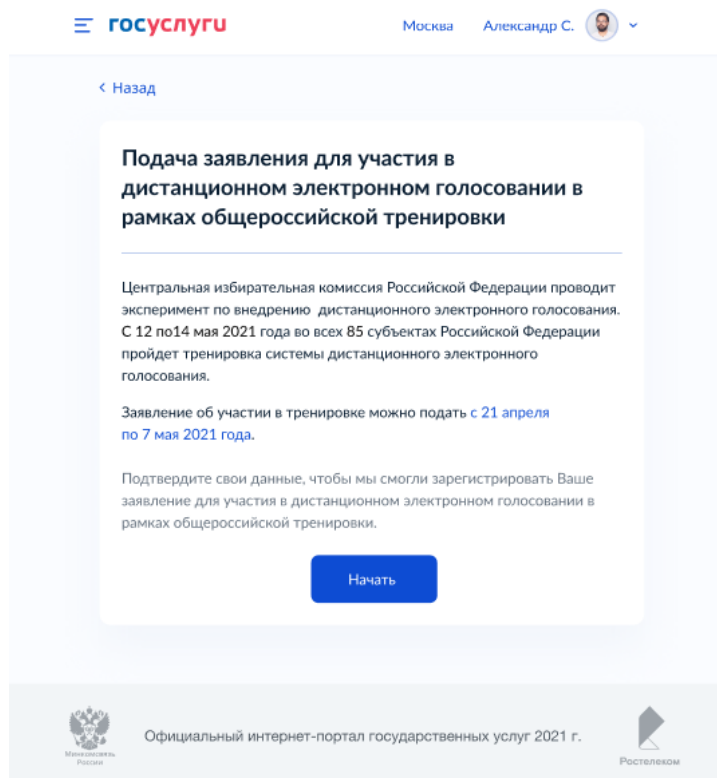 госуслуги Москва Александр С.
Назад
Подача заявления для участия в
дистанционном электронном голосовании в
рамках общероссийской тренировки
Центральная избирательная комиссия Российской Федерации проводит
эксперимент по внедрению дистанционного электронного голосования.
С 12 по14 мая 2021 года во всех 85 субъектах Российской Федерации
пройдет тренировка системы дистанционного электронного
голосования.
Заявление об участии в тренировке можно подать с 21 апреля
по 7 мая 2021 года.
Подтвердите свои данные, чтобы мы смогли зарегистрировать Ваше
заявление для участия в дистанционном электронном голосовании в
рамках общероссийской тренировки.
Начать
Официальный интернет-портал государственных услуг 2021 г.
Минкомсвязь
России
Ростелеком